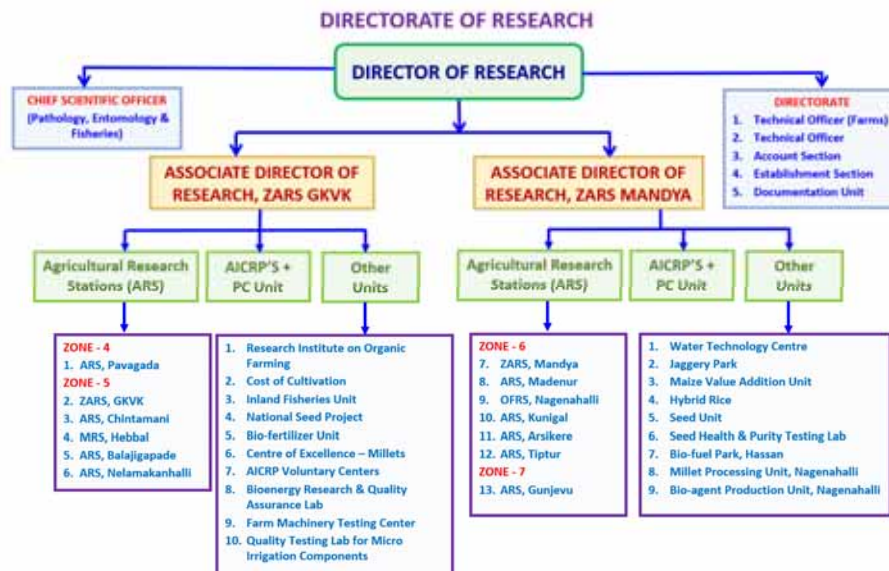 DIRECTORATE OF RESEARCH
DIRECTOR OF RESEARCH
CHIEF SCIENTIFIC OFFICER
(Pathology, Entomology &
Fisheries)
DIRECTORATE
1. Technical Officer (Farms)
2. Technical Officer
3. Account Section
4. Establishment Section
5. Documentation Unit
ASSOCIATE DIRECTOR OF
RESEARCH, ZARS GKVK
ASSOCIATE DIRECTOR OF
RESEARCH, ZARS MANDYA
Agricultural Research
Stations (ARS)
AICRP'S +
PC Unit
Other
Units
Agricultural Research
Stations (ARS)
AICRP'S +
PC Unit
Other
Units
ZONE - 4
1. ARS, Pavagada
ZONE - 5
2. ZARS, GKVK
3. ARS, Chintamani
4. MRS, Hebbal
5. ARS, Balajigapade
6. ARS, Nelamakanhalli
1. Research Institute on Organic
Farming
2. Cost of Cultivation
3. Inland Fisheries Unit
4. National Seed Project
5. Bio-fertilizer Unit
6. Centre of Excellence – Millets
7. AICRP Voluntary Centers
8. Bioenergy Research & Quality
Assurance Lab
9. Farm Machinery Testing Center
10. Quality Testing Lab for Micro
Irrigation Components
ZONE - 6
7. ZARS, Mandya
8. ARS, Madenur
9. OFRS, Nagenahalli
10. ARS, Kunigal
11. ARS, Arsikere
12. ARS, Tiptur
ZONE - 7
13. ARS, Gunjevu
1. Water Technology Centre
2. Jaggery Park
3. Maize Value Addition Unit
4. Hybrid Rice
5. Seed Unit
6. Seed Health & Purity Testing Lab
7. Bio-fuel Park, Hassan
8. Millet Processing Unit, Nagenahalli
9. Bio-agent Production Unit, Nagenahalli